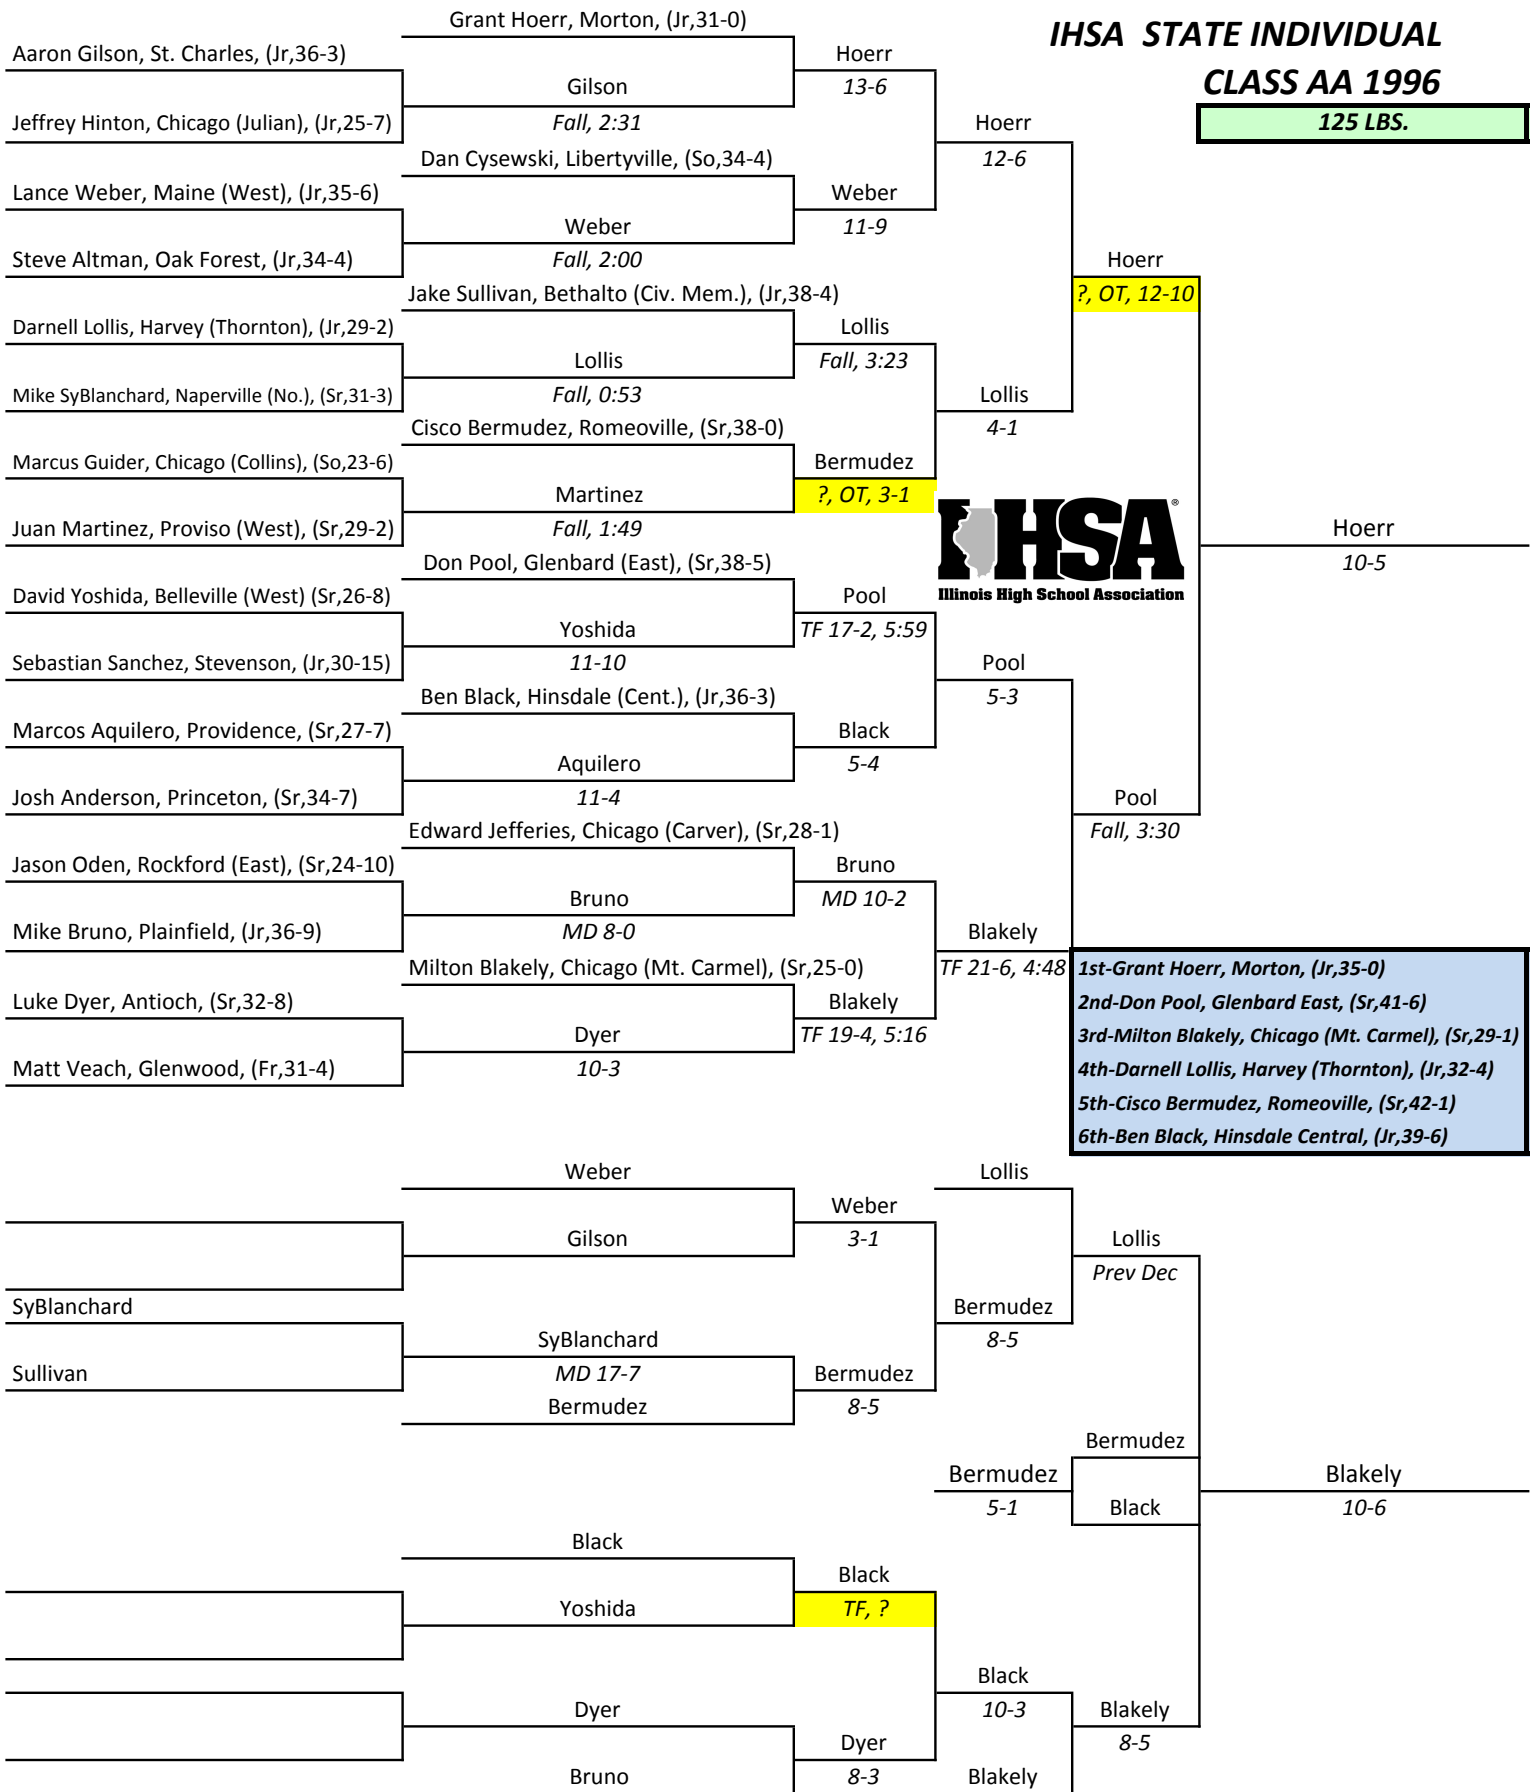 IHSA STATE INDIVIDUAL
CLASS AA 1996
125 LBS.
Grant Hoerr, Morton, (Jr,31-0)
Aaron Gilson, St. Charles, (Jr,36-3)
Hoerr
Gilson
13-6
Jeffrey Hinton, Chicago (Julian), (Jr,25-7)
Fall, 2:31
Hoerr
Dan Cysewski, Libertyville, (So,34-4)
12-6
Lance Weber, Maine (West), (Jr,35-6)
Weber
Weber
11-9
Steve Altman, Oak Forest, (Jr,34-4)
Fall, 2:00
Hoerr
Jake Sullivan, Bethalto (Civ. Mem.), (Jr,38-4)
?, OT, 12-10
Darnell Lollis, Harvey (Thornton), (Jr,29-2)
Lollis
Lollis
Fall, 3:23
Mike SyBlanchard, Naperville (No.), (Sr,31-3)
Fall, 0:53
Lollis
Cisco Bermudez, Romeoville, (Sr,38-0)
4-1
Marcus Guider, Chicago (Collins), (So,23-6)
Bermudez
Martinez
?, OT, 3-1
Juan Martinez, Proviso (West), (Sr,29-2)
Fall, 1:49
IHSA®
Illinois High School Association
Hoerr
10-5
Don Pool, Glenbard (East), (Sr,38-5)
David Yoshida, Belleville (West) (Sr,26-8)
Pool
Yoshida
TF 17-2, 5:59
Sebastian Sanchez, Stevenson, (Jr,30-15)
11-10
Pool
Ben Black, Hinsdale (Cent.), (Jr,36-3)
5-3
Marcos Aquilero, Providence, (Sr,27-7)
Black
Aquilero
5-4
Josh Anderson, Princeton, (Sr,34-7)
11-4
Pool
Edward Jefferies, Chicago (Carver), (Sr,28-1)
Fall, 3:30
Jason Oden, Rockford (East), (Sr,24-10)
Bruno
Bruno
MD 10-2
Mike Bruno, Plainfield, (Jr,36-9)
MD 8-0
Blakely
Milton Blakely, Chicago (Mt. Carmel), (Sr,25-0)
TF 21-6, 4:48
Luke Dyer, Antioch, (Sr,32-8)
Blakely
Dyer
TF 19-4, 5:16
Matt Veach, Glenwood, (Fr,31-4)
10-3
1st-Grant Hoerr, Morton, (Jr,35-0)
2nd-Don Pool, Glenbard East, (Sr,41-6)
3rd-Milton Blakely, Chicago (Mt. Carmel), (Sr,29-1)
4th-Darnell Lollis, Harvey (Thornton), (Jr,32-4)
5th-Cisco Bermudez, Romeoville, (Sr,42-1)
6th-Ben Black, Hinsdale Central, (Jr,39-6)
Weber
Lollis
Weber
Gilson
3-1
Lollis
Prev Dec
SyBlanchard
Bermudez
SyBlanchard
8-5
Sullivan
MD 17-7
Bermudez
Bermudez
8-5
Bermudez
Bermudez
Blakely
5-1
Black
10-6
Black
Black
Yoshida
TF, ?
Black
Dyer
10-3
Blakely
Dyer
8-5
Bruno
8-3
Blakely